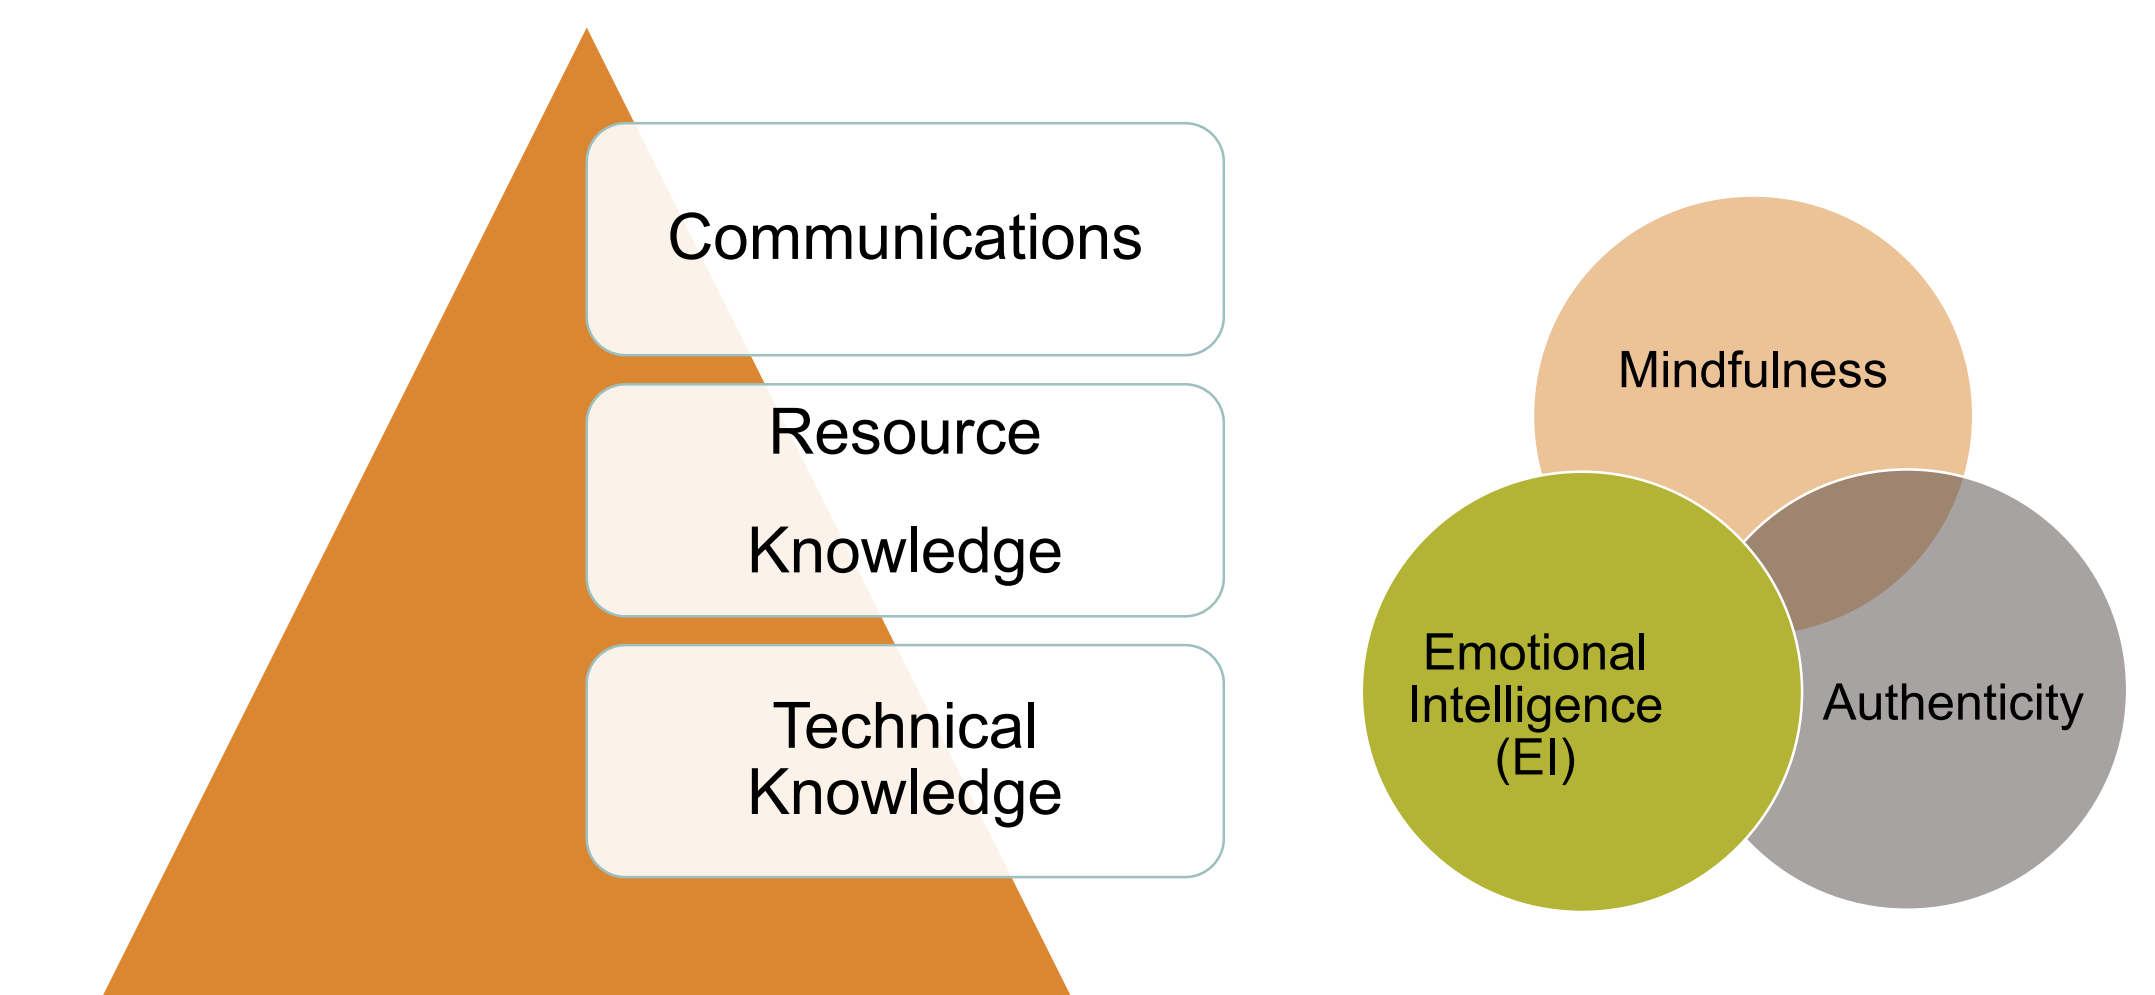 Communications
Resource
Knowledge
Technical
Knowledge
Mindfulness
Emotional
Intelligence
(EI)
Authenticity